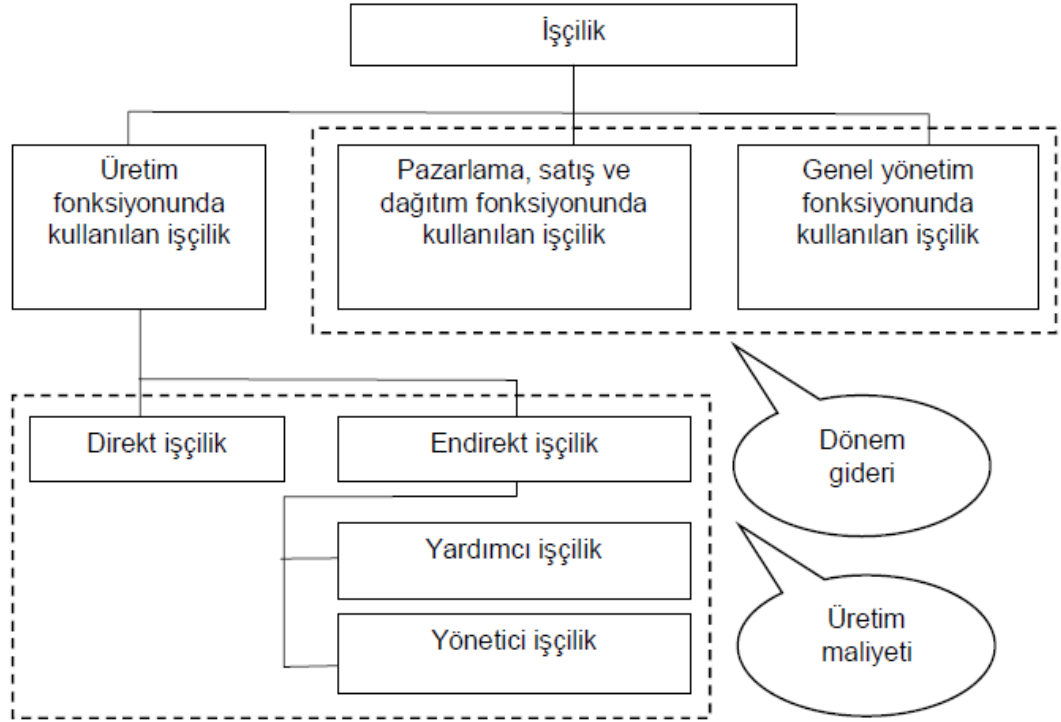 İşçilik
Üretim
fonksiyonunda
kullanılan işçilik
Pazarlama, satış ve
dağıtım fonksiyonunda
kullanılan işçilik
Genel yönetim
fonksiyonunda
kullanılan işçilik
Direkt işçilik
Endirekt işçilik
Yardımcı işçilik
Yönetici işçilik
Dönem
gideri
Üretim
maliyeti